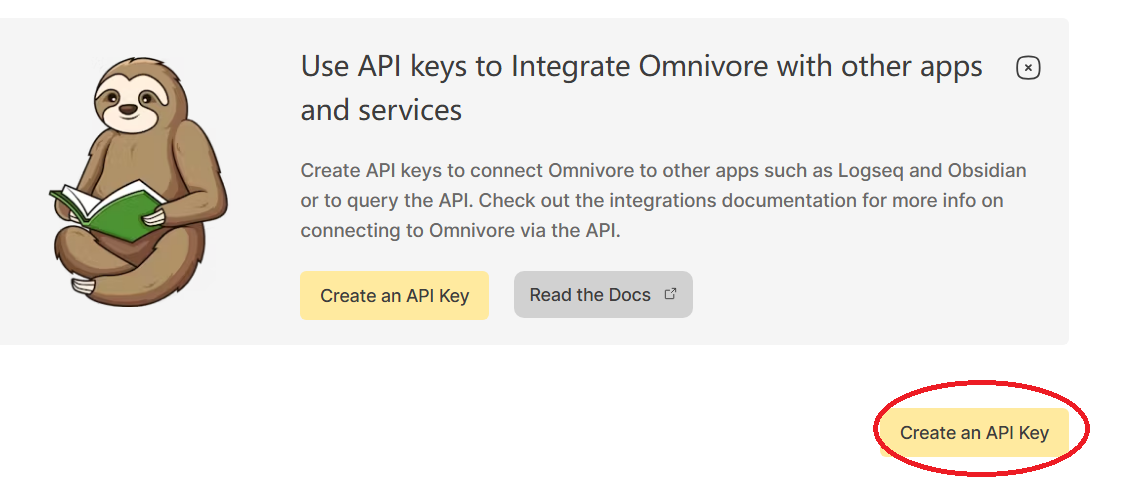 Use API keys to Integrate Omnivore with other apps
and services
Create API keys to connect Omnivore to other apps such as Logseq and Obsidian
or to query the API. Check out the integrations documentation for more info on
connecting to Omnivore via the API.
Create an API Key
Read the Docs
Create an API Key